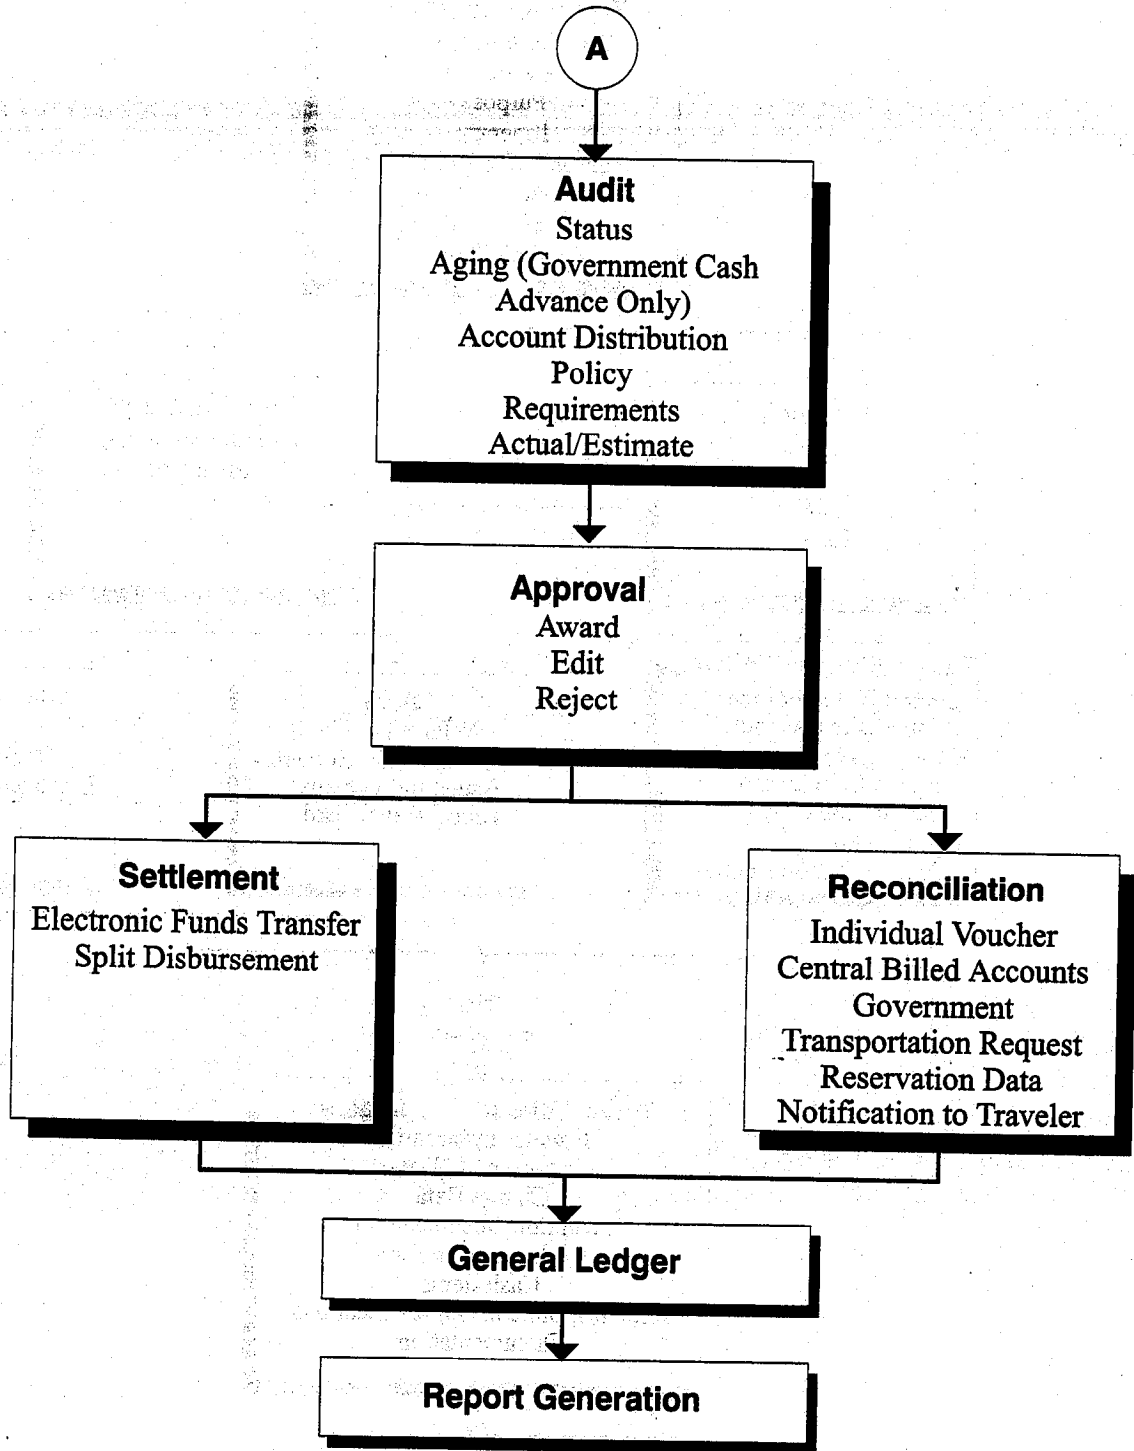 A
Audit
Status
Aging (Government Cash
Advance Only)
Account Distribution
Policy
Requirements
Actual/Estimate
Approval
Award
Edit
Reject
Settlement
Electronic Funds Transfer
Split Disbursement
Reconciliation
Individual Voucher
Central Billed Accounts
Government
Transportation Request
Reservation Data
Notification to Traveler
General Ledger
Report Generation